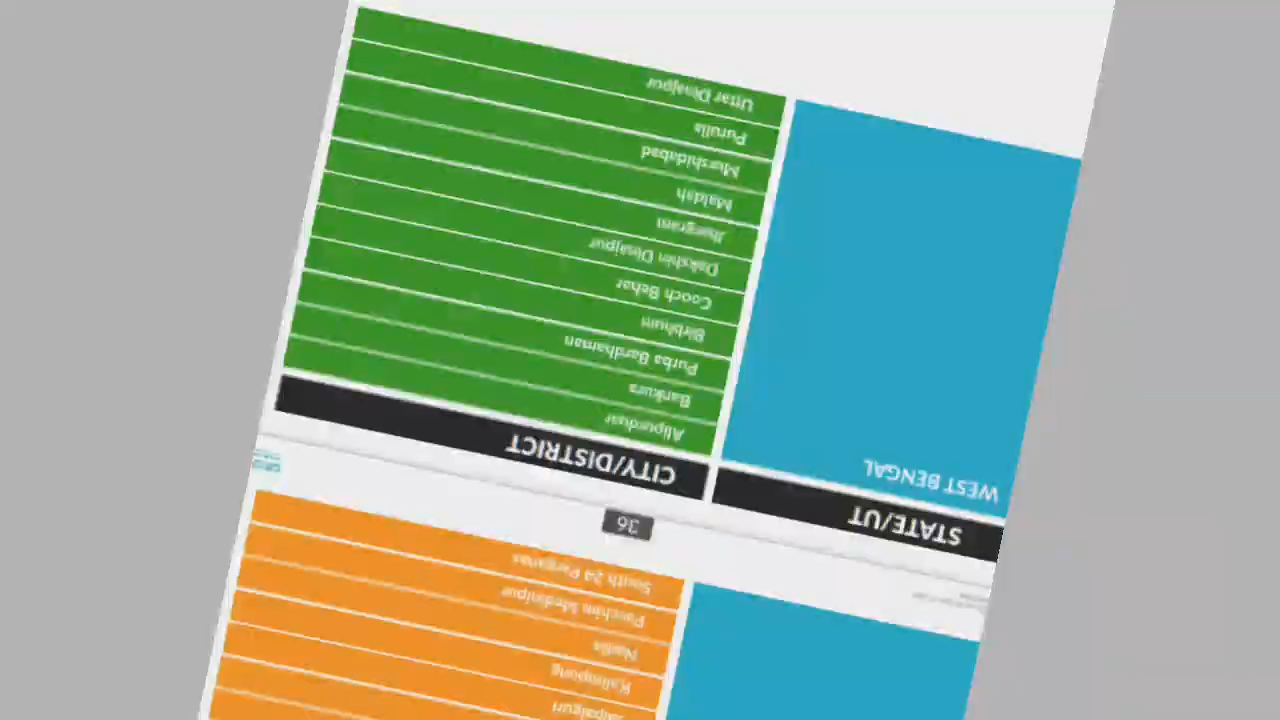 Jalpaiguri
Kalimpong
Nadia
Paschim Medinipur
South 24 Parganas
36
STATE/UT CITY/DISTRICT
WEST BENGAL
Alipurduar
Bankura
Purba Bardhaman
Birbhum
Cooch Behar
Dakshin Dinajpur
Jhargram
Maldah
Murshidabad
Purulia
Uttar Dinajpur